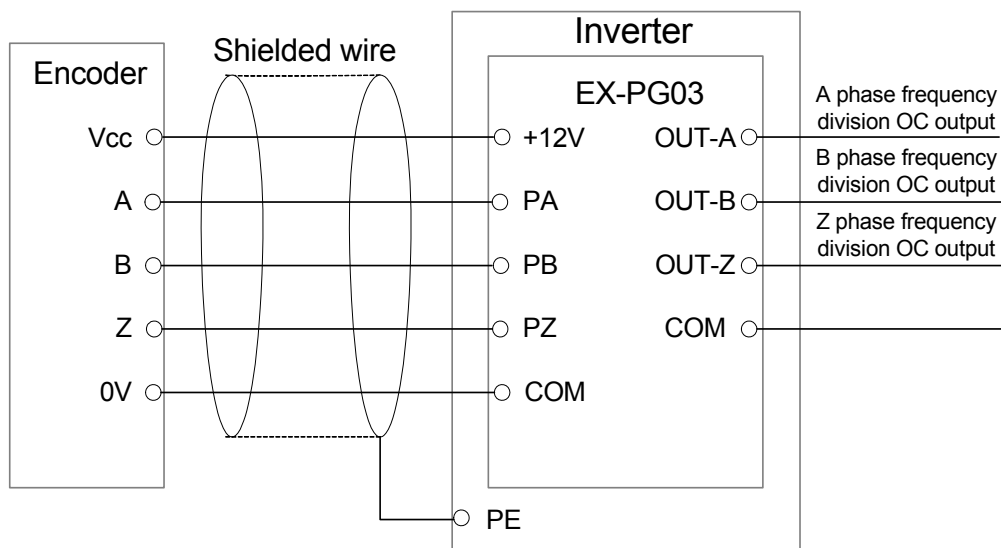 Inverter
Shielded wire
Encoder
EX-PG03
Vcc
+12V
OUT-A
A phase frequency
division OC output
A
PA
OUT-B
B phase frequency
division OC output
B
PB
OUT-Z
Z phase frequency
division OC output
Z
PZ
COM
0V
COM
PE